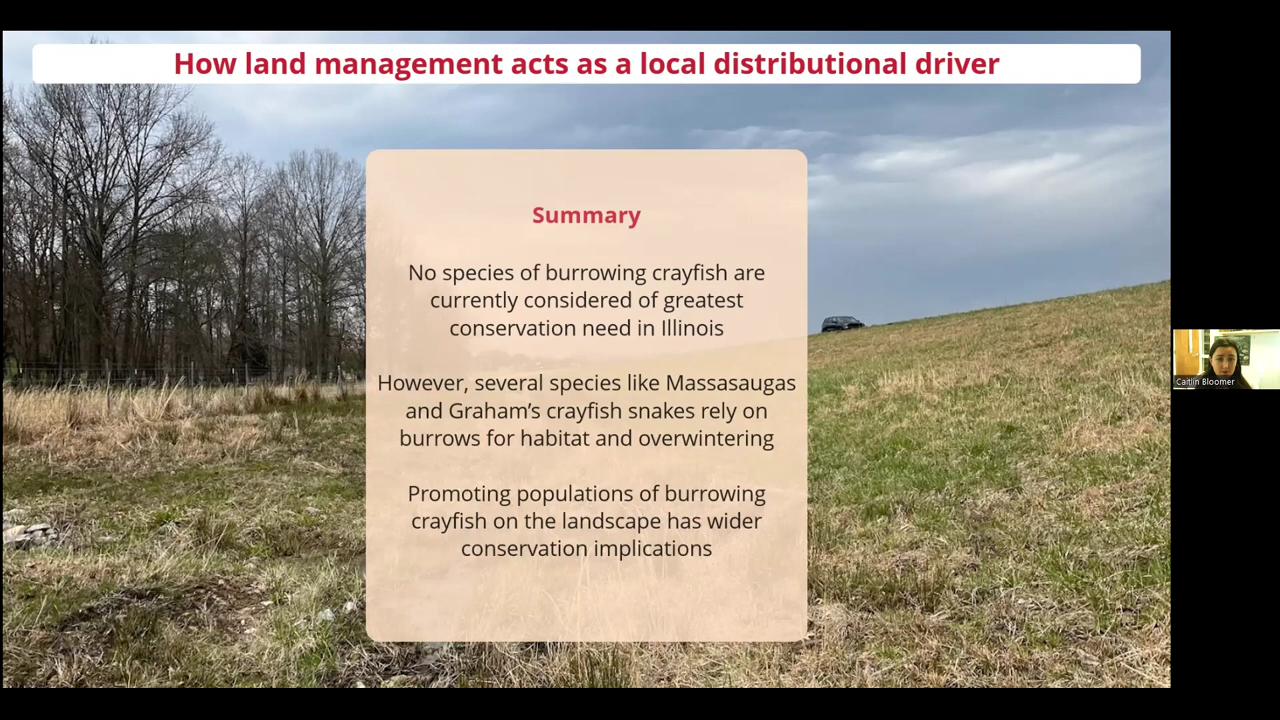 How land management acts as a local distributional driver
Summary
No species of burrowing crayfish are
currently considered of greatest
conservation need in Illinois
However, several species like Massasaugas
and Graham’s crayfish snakes rely on
burrows for habitat and overwintering
Promoting populations of burrowing
crayfish on the landscape has wider
conservation implications
Caitlin Bloomer